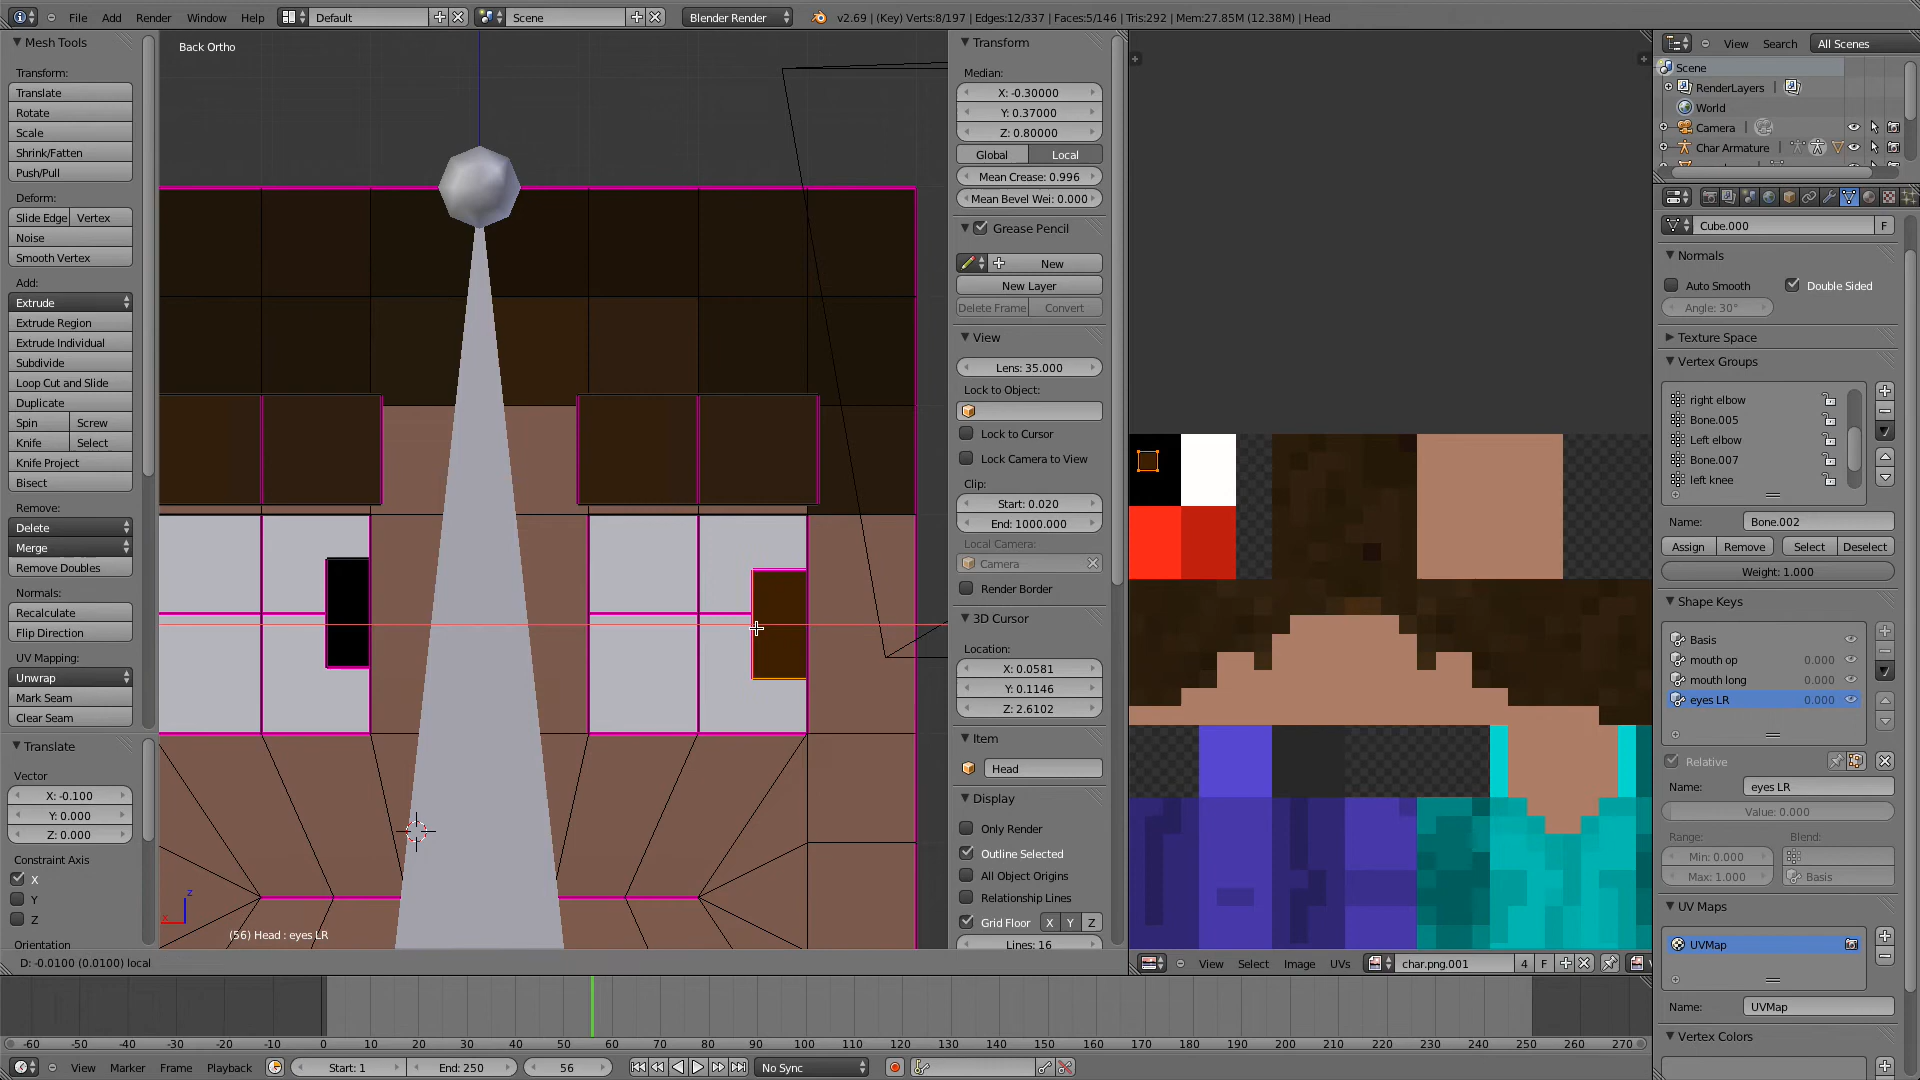 File Add Render Window Help Default Scene Blender Render v2.69 | (Key) Verts:8/197 | Edges:12/337 | Faces:5/146 | Tris:292 | Mem:27.85M (12.38M) | Head
Mesh Tools
Transform:
Translate
Rotate
Scale
Shrink/Fatten
Push/Pull
Deform:
Slide Edge Vertex
Noise
Smooth Vertex
Add:
Extrude
Extrude Region
Extrude Individual
Subdivide
Loop Cut and Slide
Duplicate
Spin Screw
Knife Select
Knife Project
Bisect
Remove:
Delete
Merge
Remove Doubles
Normals:
Recalculate
Flip Direction
UV Mapping:
Unwrap
Mark Seam
Clear Seam
Translate
Vector
X: -0.100
Y: 0.000
Z: 0.000
Constraint Axis
X
Y
Z
Orientation
Back Ortho
x
z
(56) Head : eyes LR
D: -0.0100 (0.0100) local
Transform
Median:
X: -0.30000
Y: 0.37000
Z: 0.80000
Global Local
Mean Crease: 0.996
Mean Bevel Wei: 0.000
Grease Pencil
New
New Layer
Delete Frame Convert
View
Lens: 35.000
Lock to Object:
Lock to Cursor
Lock Camera to View
Clip:
Start: 0.020
End: 1000.000
Local Camera:
Camera
Render Border
3D Cursor
Location:
X: 0.0581
Y: 0.1146
Z: 2.6102
Item
Head
Display
Only Render
Outline Selected
All Object Origins
Relationship Lines
Grid Floor X Y Z
Lines: 16
View Select Image UVs char.png.001 4 F
View Search All Scenes
Scene
RenderLayers
World
Camera
Char Armature
Cube.000 F
Normals
Auto Smooth Double Sided
Angle: 30°
Texture Space
Vertex Groups
right elbow
Bone.005
Left elbow
Bone.007
left knee
Name: Bone.002
Assign Remove Select Deselect
Weight: 1.000
Shape Keys
Basis
mouth op 0.000
mouth long 0.000
eyes LR 0.000
Relative
Name: eyes LR
Value: 0.000
Range: Blend:
Min: 0.000
Max: 1.000 Basis
UV Maps
UVMap
Name: UVMap
Vertex Colors
-60 -50 -40 -30 -20 -10 0 10 20 30 40 50 60 70 80 90 100 110 120 130 140 150 160 170 180 190 200 210 220 230 240 250 260 270
View Marker Frame Playback Start: 1 End: 250 56 No Sync